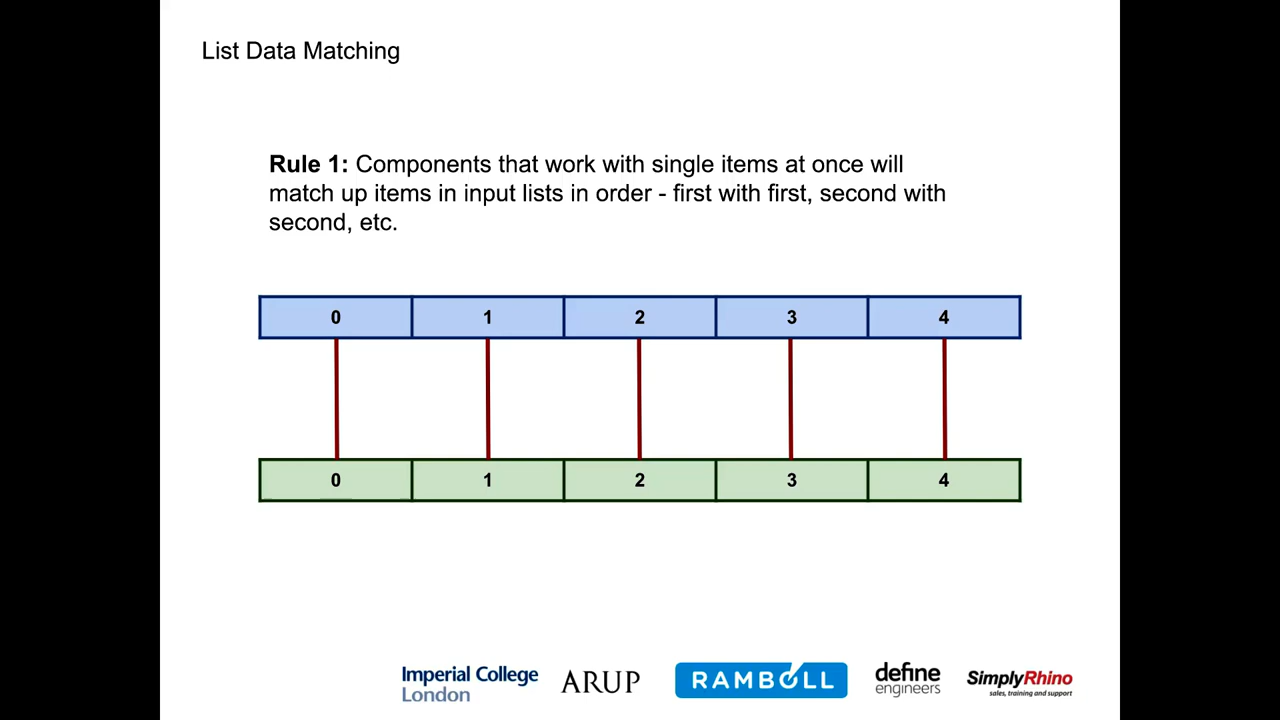 List Data Matching
Rule 1: Components that work with single items at once will
match up items in input lists in order - first with first, second with
second, etc.
0 1 2 3 4
0 1 2 3 4
Imperial College
London
ARUP
RAMBOLL
define
engineers
SimplyRhino
sales, training and support